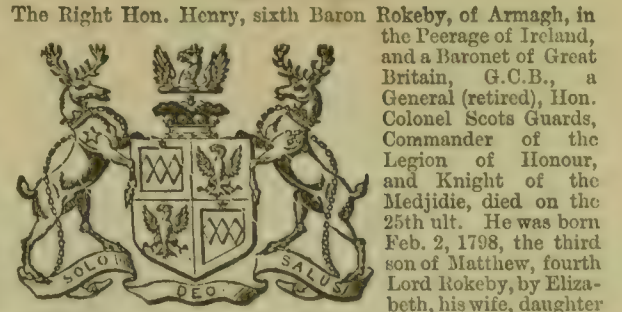 The Right Hon. Henry, sixth Baron Rokeby, of Armagh, in
the Peerage of Ireland,
and a Baronet of Great
Britain, G.C.B., a
General (retired), Hon.
Colonel Scots Guards,
Commander of the
Legion of Honour,
and Knight of the
Medjidie, died on the
25th ult. He was born
Feb. 2, 1798, the third
son of Matthew, fourth
Lord Rokeby, by Eliza-
beth, his wife, daughter
SOLO DEO SALUS